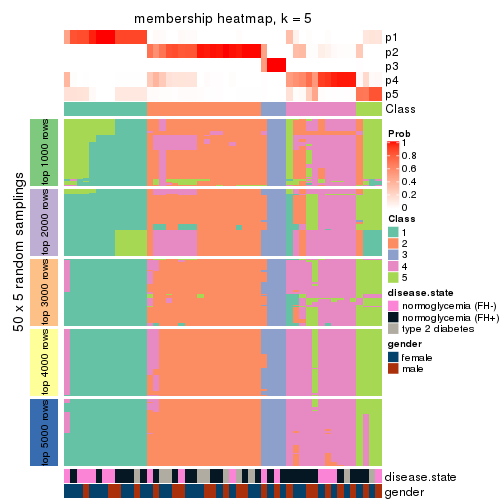 membership heatmap, k = 5
p1
p2
p3
p4
p5
Class
50 x 5 random samplings
top 1000 rows
top 2000 rows
top 3000 rows
top 4000 rows
top 5000 rows
disease.state
gender
Prob
1
0.8
0.6
0.4
0.2
0
Class
1
2
3
4
5
disease.state
normoglycemia (FH-)
normoglycemia (FH+)
type 2 diabetes
gender
female
male